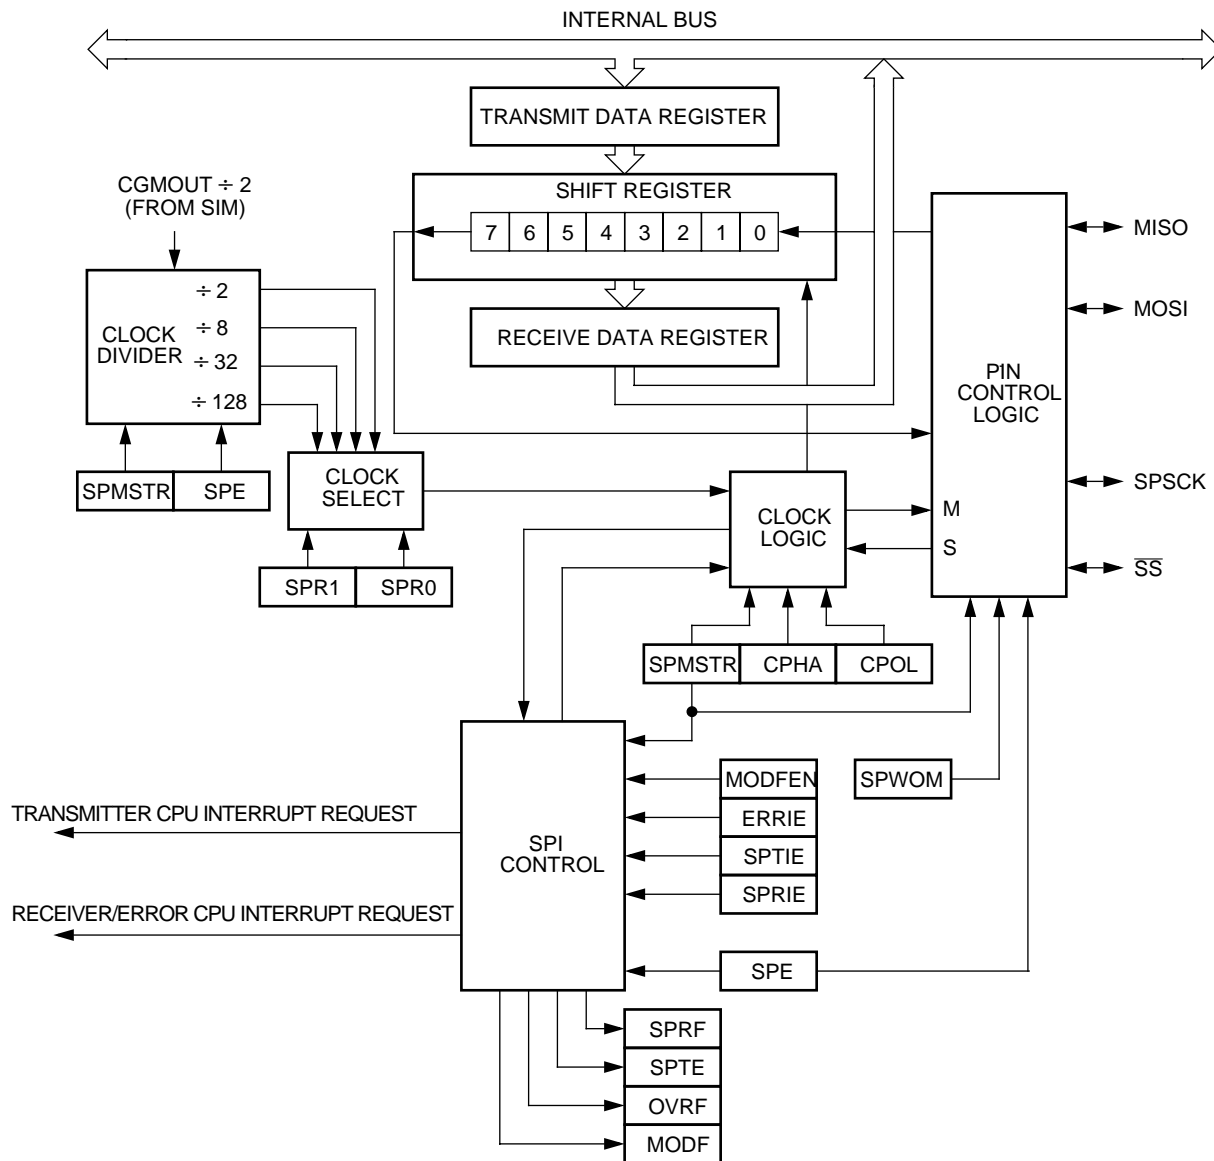 INTERNAL BUS
TRANSMIT DATA REGISTER
CGMOUT ÷ 2
(FROM SIM)
SHIFT REGISTER
7 6 5 4 3 2 1 0
MISO
MOSI
SPSCK
SS
÷ 2
÷ 8
÷ 32
÷ 128
CLOCK
DIVIDER
RECEIVE DATA REGISTER
PIN
CONTROL
LOGIC
M
S
SPMSTR
SPE
CLOCK
SELECT
CLOCK
LOGIC
SPR1
SPR0
SPMSTR
CPHA
CPOL
MODFEN
SPWOM
ERRIE
SPTIE
SPRIE
TRANSMITTER CPU INTERRUPT REQUEST
SPI
CONTROL
RECEIVER/ERROR CPU INTERRUPT REQUEST
SPE
SPRF
SPTE
OVRF
MODF